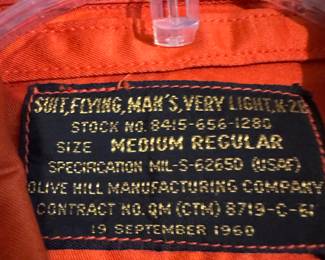 SUIT, FLYING, MAN'S, VERY LIGHT, K-2B
STOCK NO. 8415-656-1280
SIZE MEDIUM REGULAR
SPECIFICATION MIL-S-6265D (USAF)
OLIVE HILL MANUFACTURING COMPANY
CONTRACT NO. QM (CTM) 8719-C-61
19 SEPTEMBER 1960